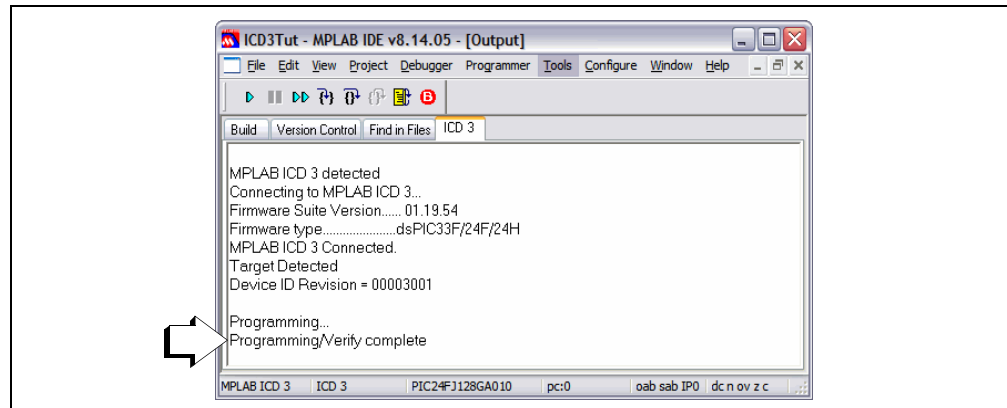 ICD3Tut - MPLAB IDE v8.14.05 - [Output]
File Edit View Project Debugger Programmer Tools Configure Window Help
Build Version Control Find in Files ICD 3
MPLAB ICD 3 detected
Connecting to MPLAB ICD 3...
Firmware Suite Version...... 01.19.54
Firmware type......................dsPIC33F/24F/24H
MPLAB ICD 3 Connected.
Target Detected
Device ID Revision = 00003001
Programming...
Programming/Verify complete
MPLAB ICD 3 ICD 3 PIC24FJ128GA010 pc:0 oab sab IP0 dc n ov z c